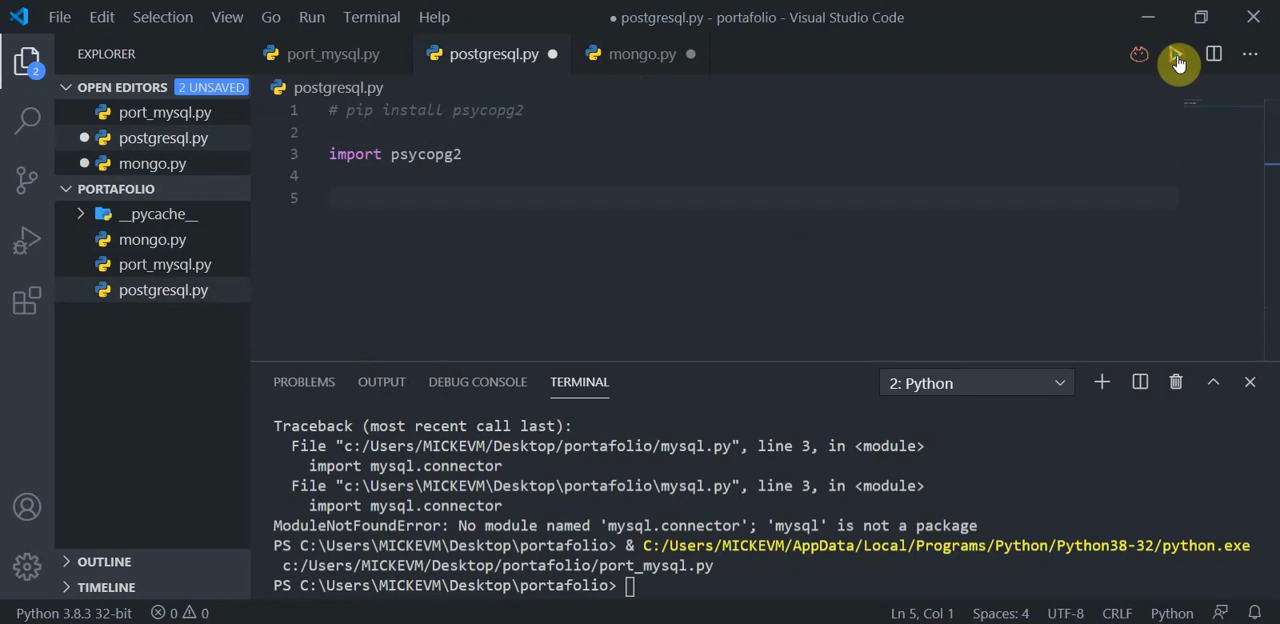 File Edit Selection View Go Run Terminal Help ● postgresql.py - portafolio - Visual Studio Code
EXPLORER
port_mysql.py postgresql.py mongo.py
2
OPEN EDITORS 2 UNSAVED
port_mysql.py
postgresql.py
mongo.py
PORTAFOLIO
__pycache__
mongo.py
port_mysql.py
postgresql.py
OUTLINE
TIMELINE
postgresql.py
1 # pip install psycopg2
2
3 import psycopg2
4
5
PROBLEMS OUTPUT DEBUG CONSOLE TERMINAL 2: Python
Traceback (most recent call last):
File "c:/Users/MICKEVM/Desktop/portafolio/mysql.py", line 3, in <module>
import mysql.connector
File "c:\Users\MICKEVM\Desktop\portafolio\mysql.py", line 3, in <module>
import mysql.connector
ModuleNotFoundError: No module named 'mysql.connector'; 'mysql' is not a package
PS C:\Users\MICKEVM\Desktop\portafolio> & C:/Users/MICKEVM/AppData/Local/Programs/Python/Python38-32/python.exe
c:/Users/MICKEVM/Desktop/portafolio/port_mysql.py
PS C:\Users\MICKEVM\Desktop\portafolio>
Python 3.8.3 32-bit 0 0 Ln 5, Col 1 Spaces: 4 UTF-8 CRLF Python